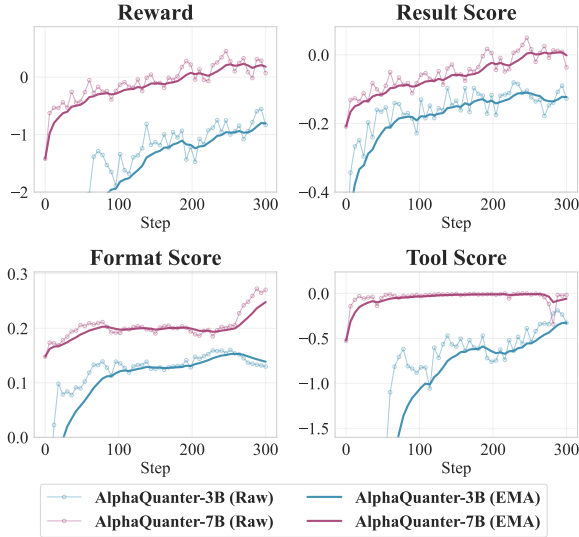 Reward
Result Score
0
−1
−2
0.0
−0.2
−0.4
0 100 200 300
0 100 200 300
Step
Step
Format Score
Tool Score
0.3
0.2
0.1
0.0
0.0
−0.5
−1.0
−1.5
0 100 200 300
0 100 200 300
Step
Step
AlphaQuanter-3B (Raw)
AlphaQuanter-3B (EMA)
AlphaQuanter-7B (Raw)
AlphaQuanter-7B (EMA)